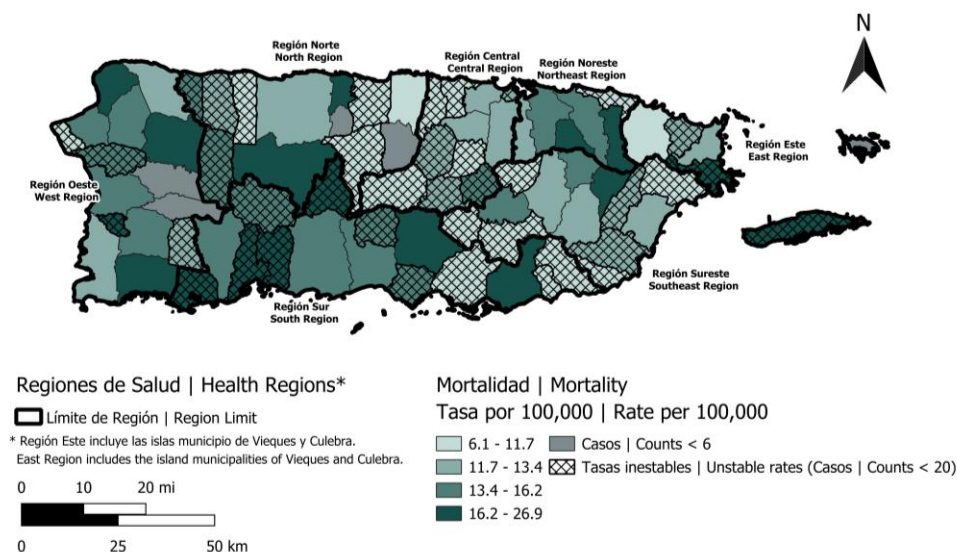 N
Región Norte
North Region
Región Central
Central Region
Región Noreste
Northeast Region
Región Este
East Region
Región Oeste
West Region
Región Sureste
Southeast Region
Región Sur
South Region
Regiones de Salud | Health Regions*
Límite de Región | Region Limit
* Región Este incluye las islas municipio de Vieques y Culebra.
East Region includes the island municipalities of Vieques and Culebra.
0 10 20 mi
0 25 50 km
Mortalidad | Mortality
Tasa por 100,000 | Rate per 100,000
6.1 - 11.7
Casos | Counts < 6
11.7 - 13.4
Tasas inestables | Unstable rates (Casos | Counts < 20)
13.4 - 16.2
16.2 - 26.9